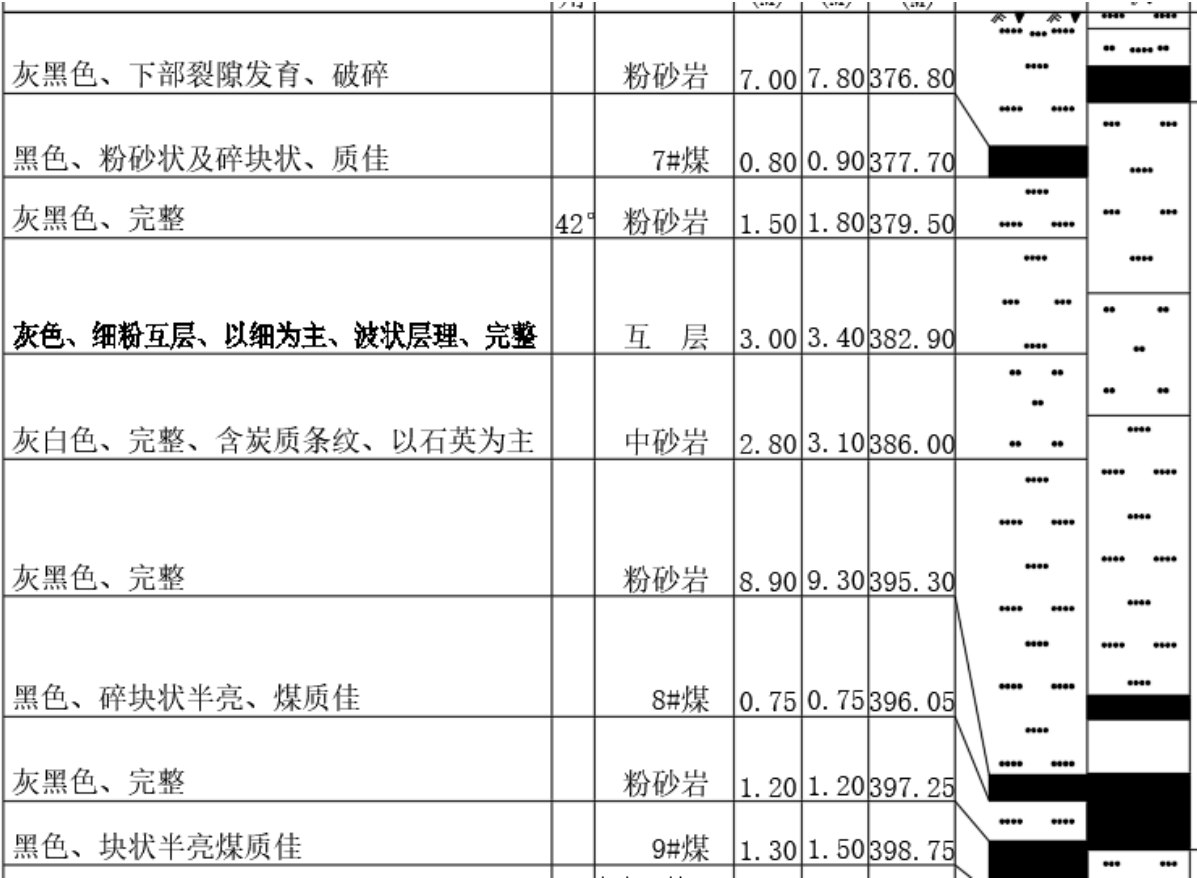 灰黑色、下部裂隙发育、破碎 粉砂岩 7.00 7.80 376.80
黑色、粉砂状及碎块状、质佳 7#煤 0.80 0.90 377.70
灰黑色、完整 42° 粉砂岩 1.50 1.80 379.50
灰色、细粉互层、以细为主、波状层理、完整 互 层 3.00 3.40 382.90
灰白色、完整、含炭质条纹、以石英为主 中砂岩 2.80 3.10 386.00
灰黑色、完整 粉砂岩 8.90 9.30 395.30
黑色、碎块状半亮、煤质佳 8#煤 0.75 0.75 396.05
灰黑色、完整 粉砂岩 1.20 1.20 397.25
黑色、块状半亮煤质佳 9#煤 1.30 1.50 398.75